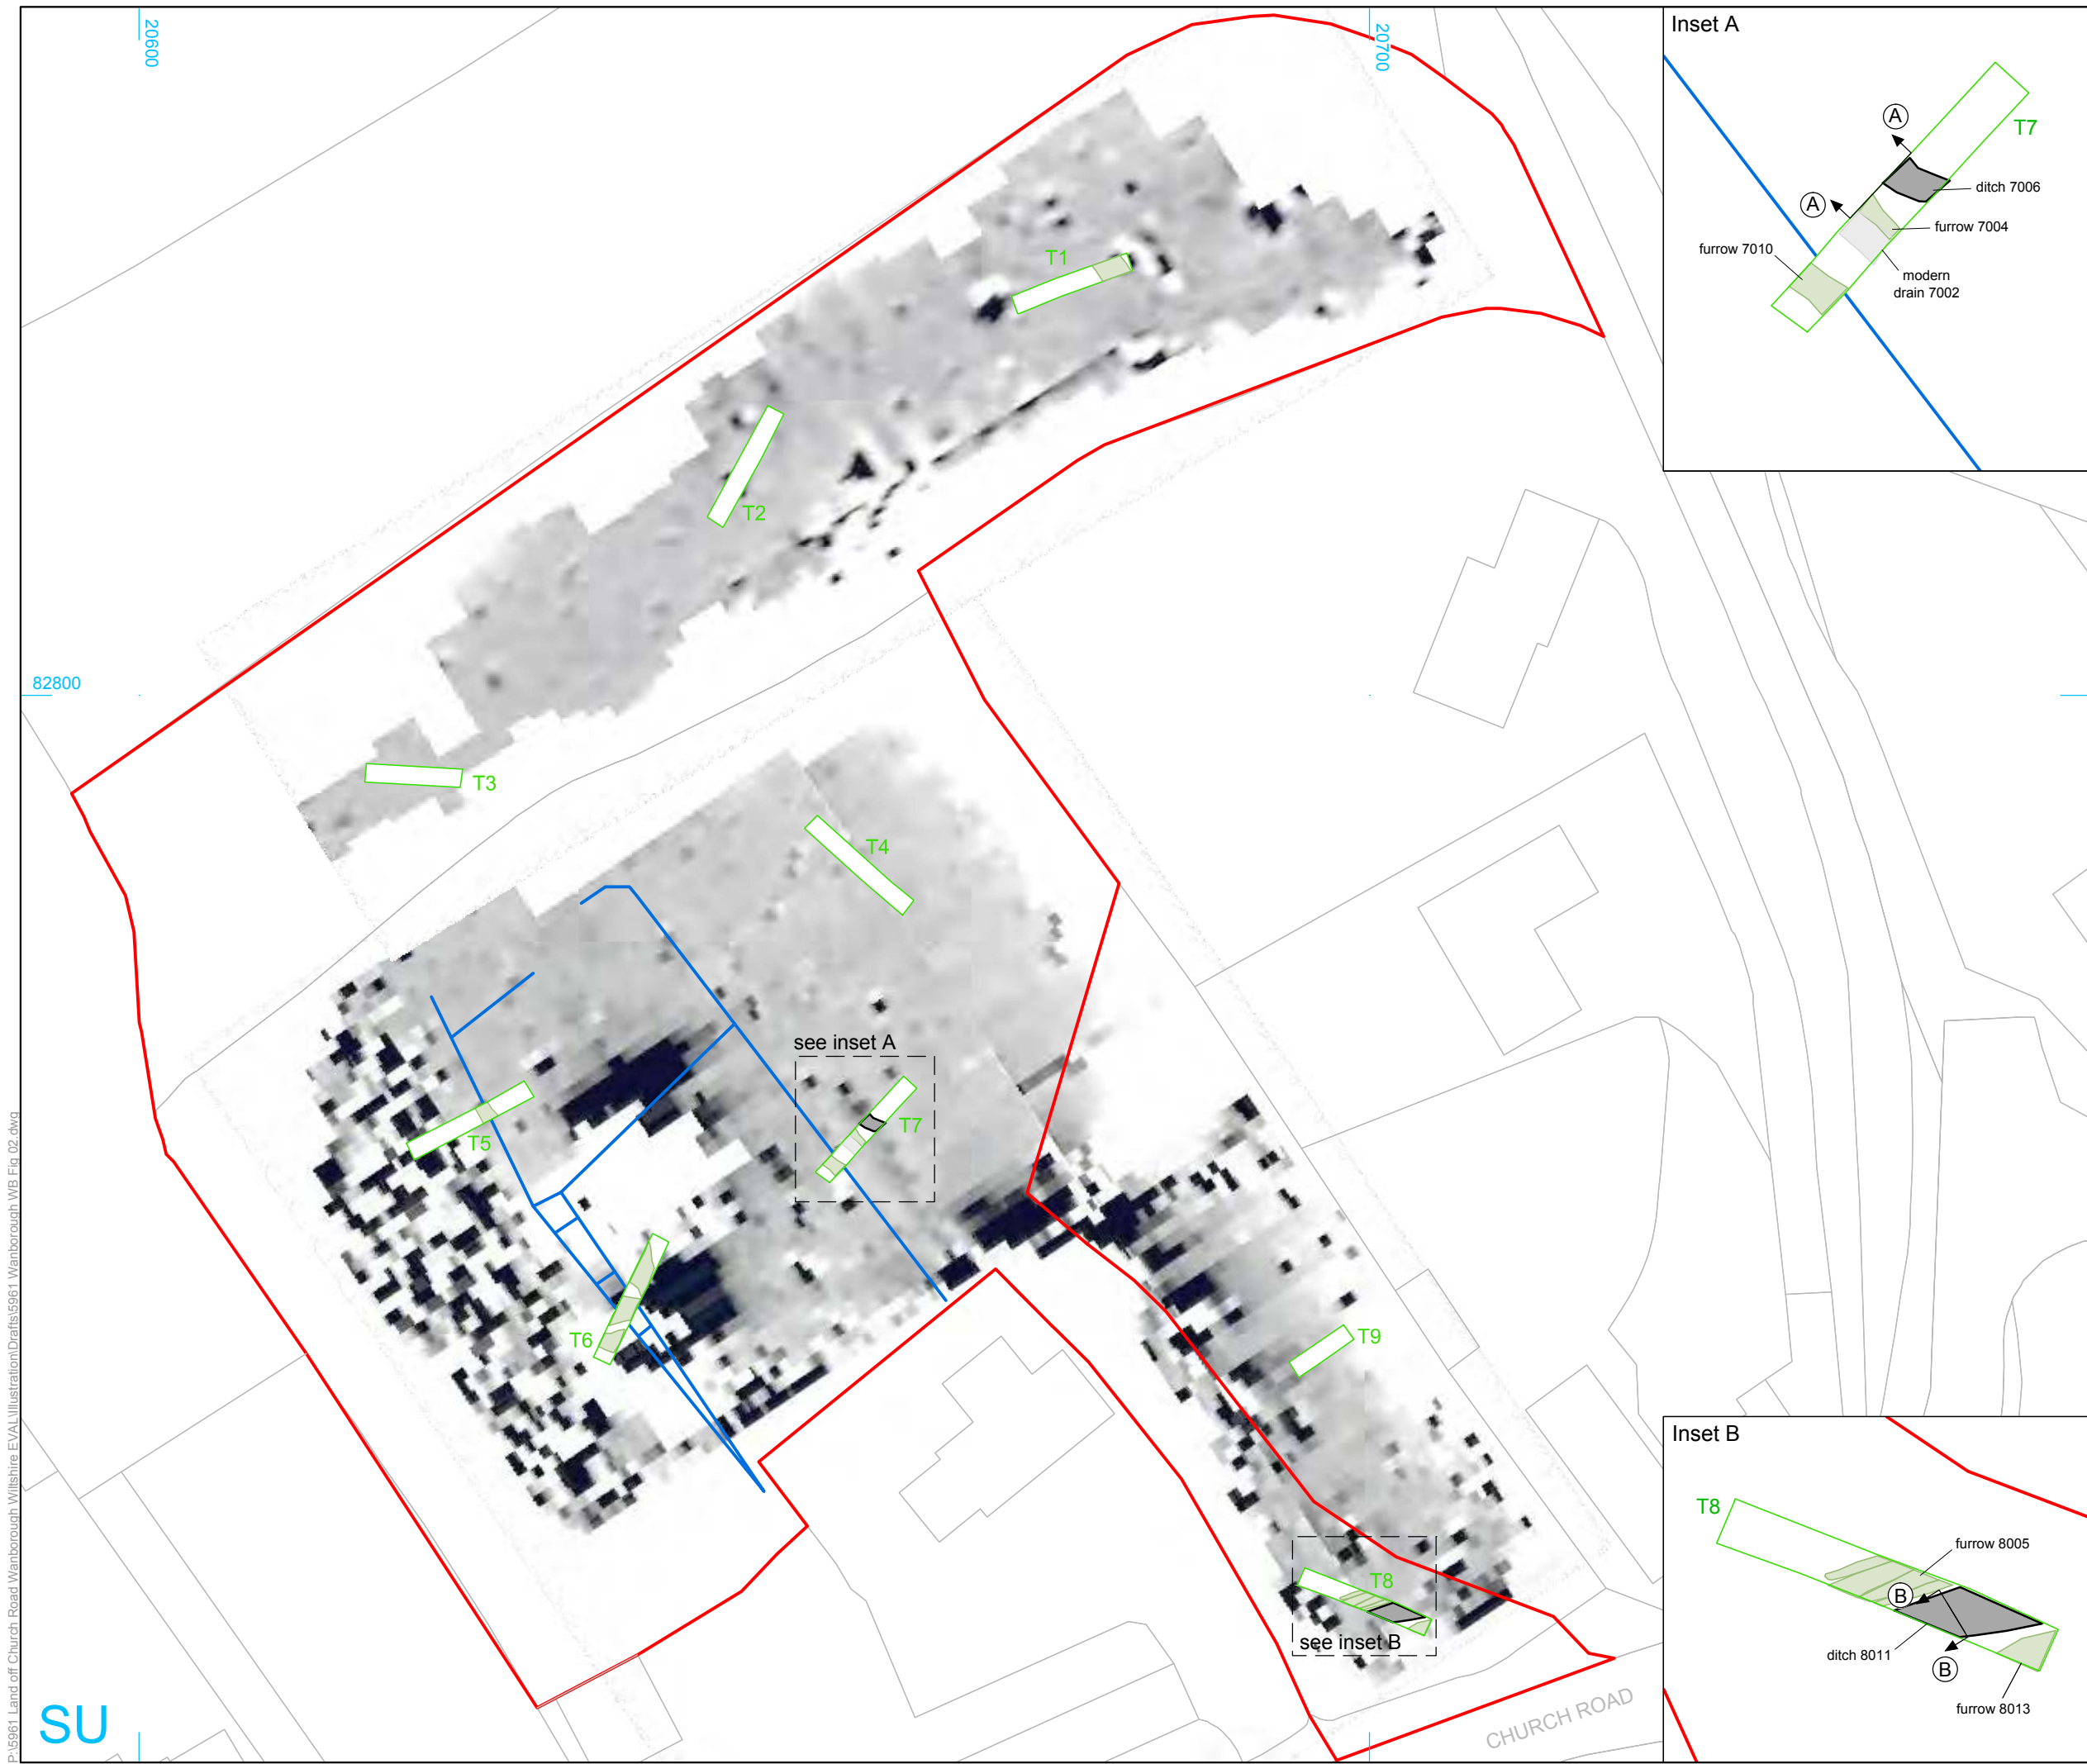 20600
20700
Inset A
A
T7
A
ditch 7006
furrow 7004
furrow 7010
modern
drain 7002
T1
T2
82800
T3
T4
see inset A
T7
T5
T6
T9
T8
see inset B
Inset B
T8
furrow 8005
B
ditch 8011
B
furrow 8013
CHURCH ROAD
SU
P:\5961 Land off Church Road Wanborough Wiltshire EVAL\Illustration\Drafts\5961 Wanborough WB Fig 02.dwg